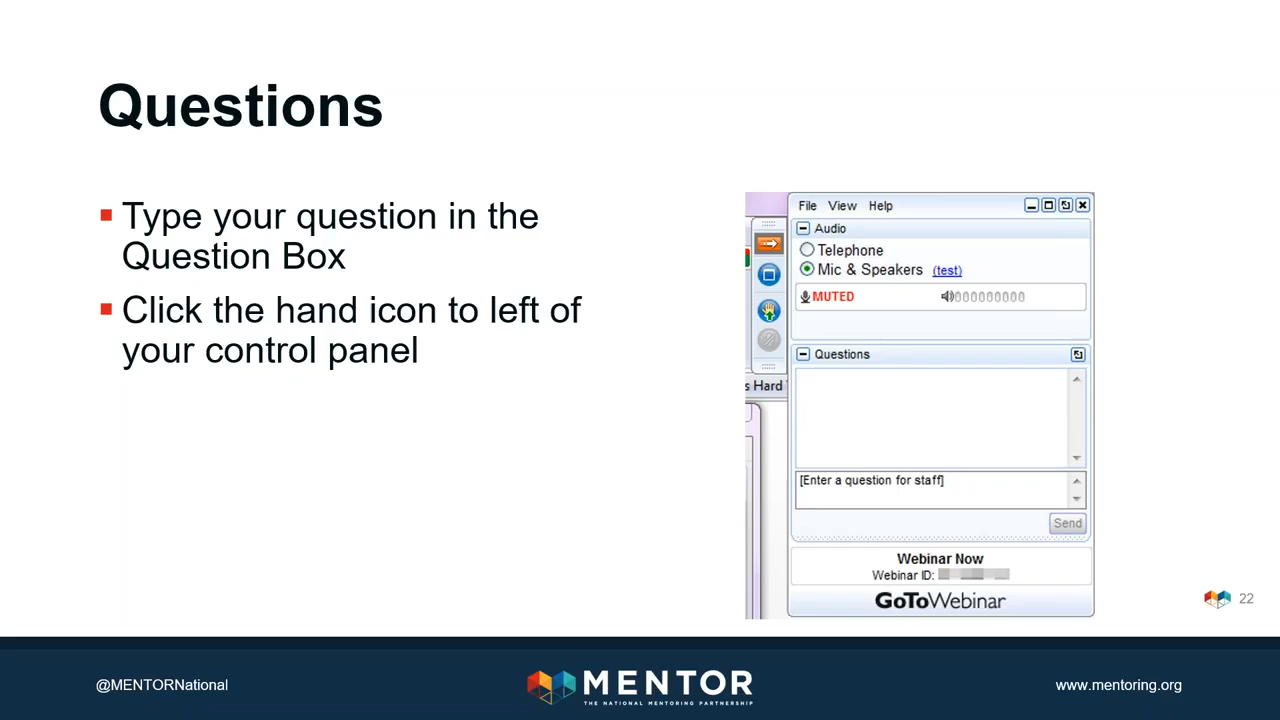 Questions
Type your question in the
Question Box
Click the hand icon to left of
your control panel
File View Help
Audio
Telephone
Mic & Speakers (test)
MUTED
000000000
Questions
s Hard
[Enter a question for staff]
Send
Webinar Now
Webinar ID:
GoToWebinar
22
@MENTORNational
MENTOR
THE NATIONAL MENTORING PARTNERSHIP
www.mentoring.org